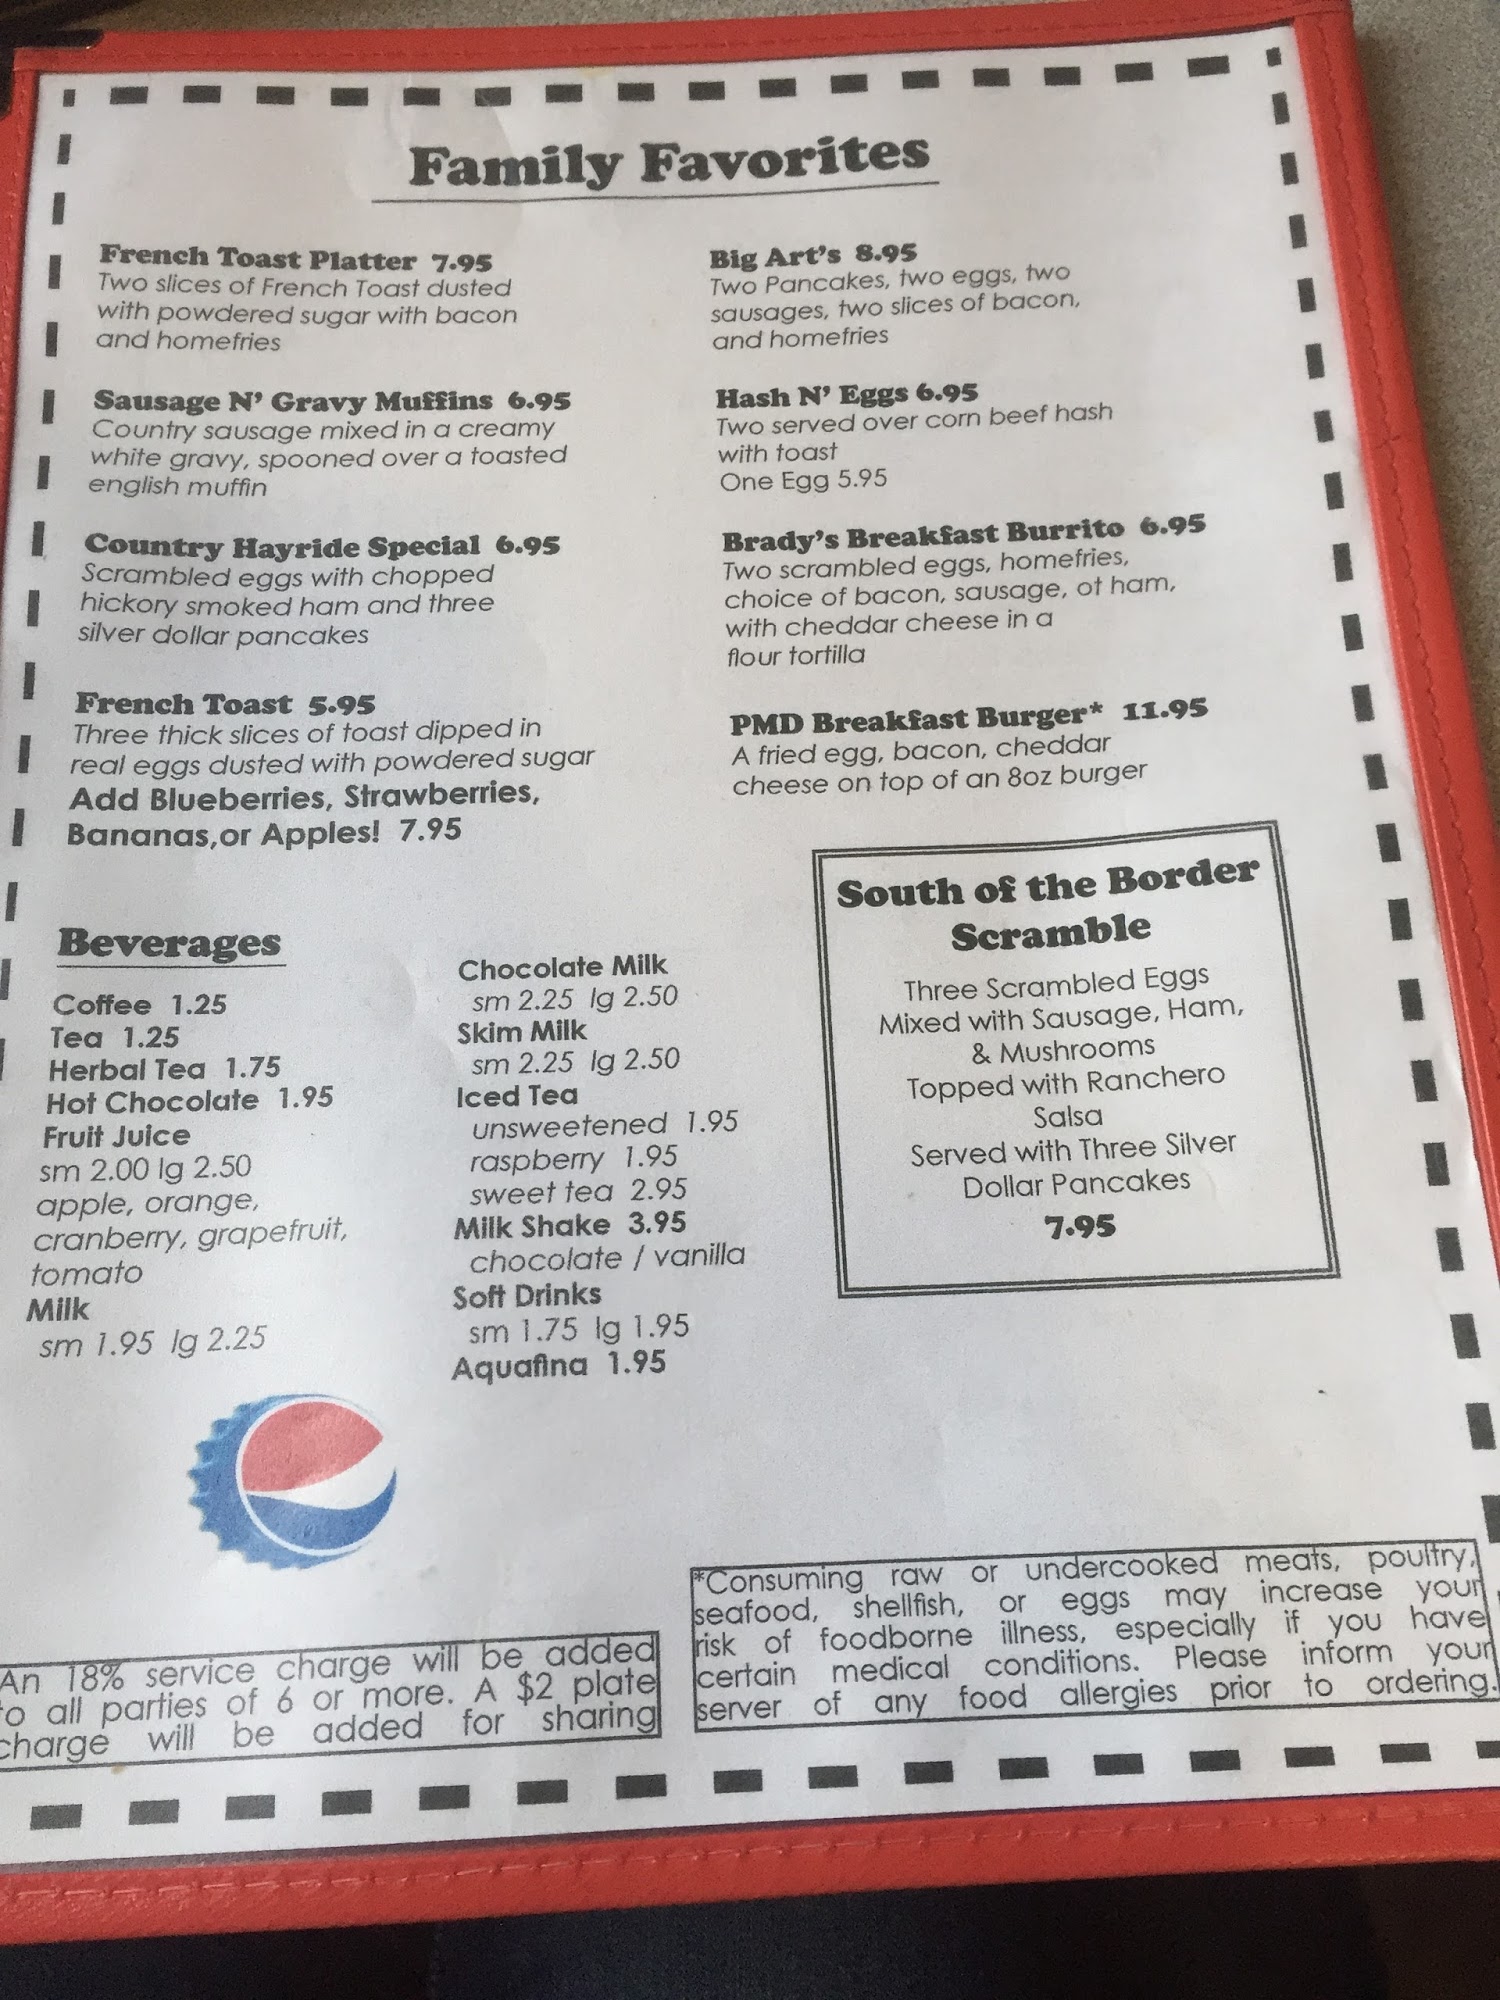 Family Favorites
French Toast Platter 7.95
Two slices of French Toast dusted
with powdered sugar with bacon
and homefries
Sausage N' Gravy Muffins 6.95
Country sausage mixed in a creamy
white gravy, spooned over a toasted
english muffin
Country Hayride Special 6.95
Scrambled eggs with chopped
hickory smoked ham and three
silver dollar pancakes
French Toast 5.95
Three thick slices of toast dipped in
real eggs dusted with powdered sugar
Add Blueberries, Strawberries,
Bananas,or Apples! 7.95
Big Art's 8.95
Two Pancakes, two eggs, two
sausages, two slices of bacon,
and homefries
Hash N' Eggs 6.95
Two served over corn beef hash
with toast
One Egg 5.95
Brady's Breakfast Burrito 6.95
Two scrambled eggs, homefries,
choice of bacon, sausage, ot ham,
with cheddar cheese in a
flour tortilla
PMD Breakfast Burger* 11.95
A fried egg, bacon, cheddar
cheese on top of an 8oz burger
Beverages
Coffee 1.25
Tea 1.25
Herbal Tea 1.75
Hot Chocolate 1.95
Fruit Juice
sm 2.00 lg 2.50
apple, orange,
cranberry, grapefruit,
tomato
Milk
sm 1.95 lg 2.25
Chocolate Milk
sm 2.25 lg 2.50
Skim Milk
sm 2.25 lg 2.50
Iced Tea
unsweetened 1.95
raspberry 1.95
sweet tea 2.95
Milk Shake 3.95
chocolate / vanilla
Soft Drinks
sm 1.75 lg 1.95
Aquafina 1.95
South of the Border
Scramble
Three Scrambled Eggs
Mixed with Sausage, Ham,
& Mushrooms
Topped with Ranchero
Salsa
Served with Three Silver
Dollar Pancakes
7.95
An 18% service charge will be added
to all parties of 6 or more. A $2 plate
charge will be added for sharing
*Consuming raw or undercooked meats, poultry,
seafood, shellfish, or eggs may increase your
risk of foodborne illness, especially if you have
certain medical conditions. Please inform your
server of any food allergies prior to ordering.